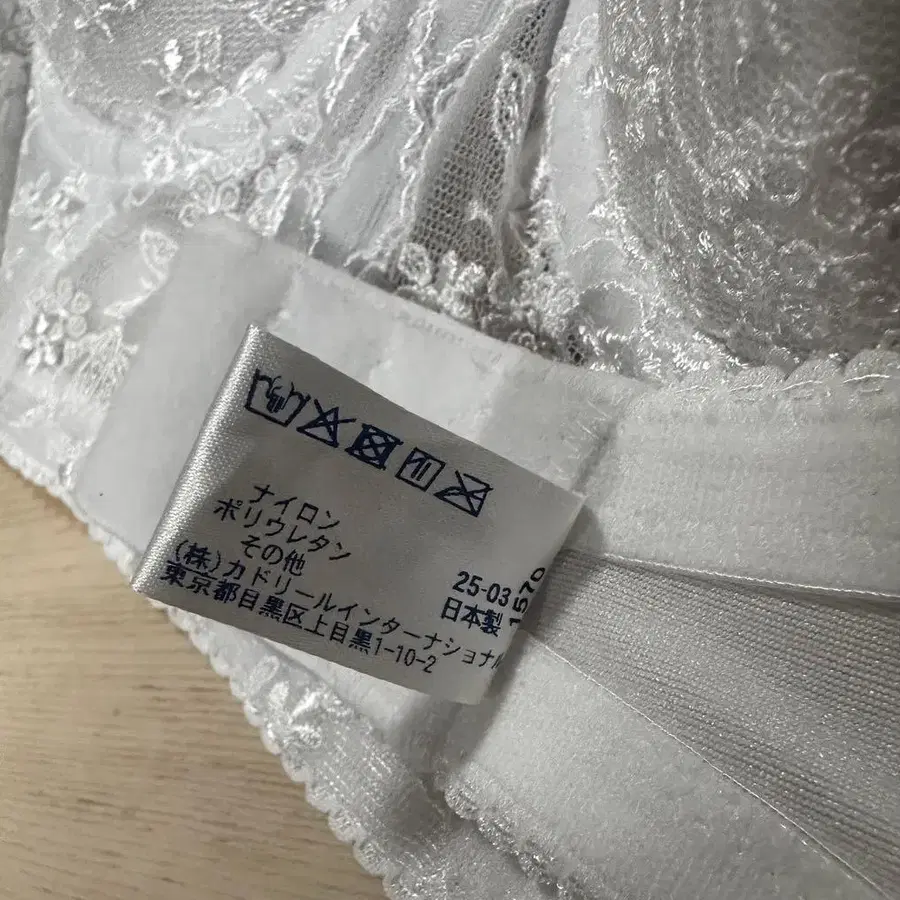 ナイロン
ポリウレタン
その他
(株)カドリールインターナショナル
東京都目黒区上目黒1-10-2
25-03
日本製
1570